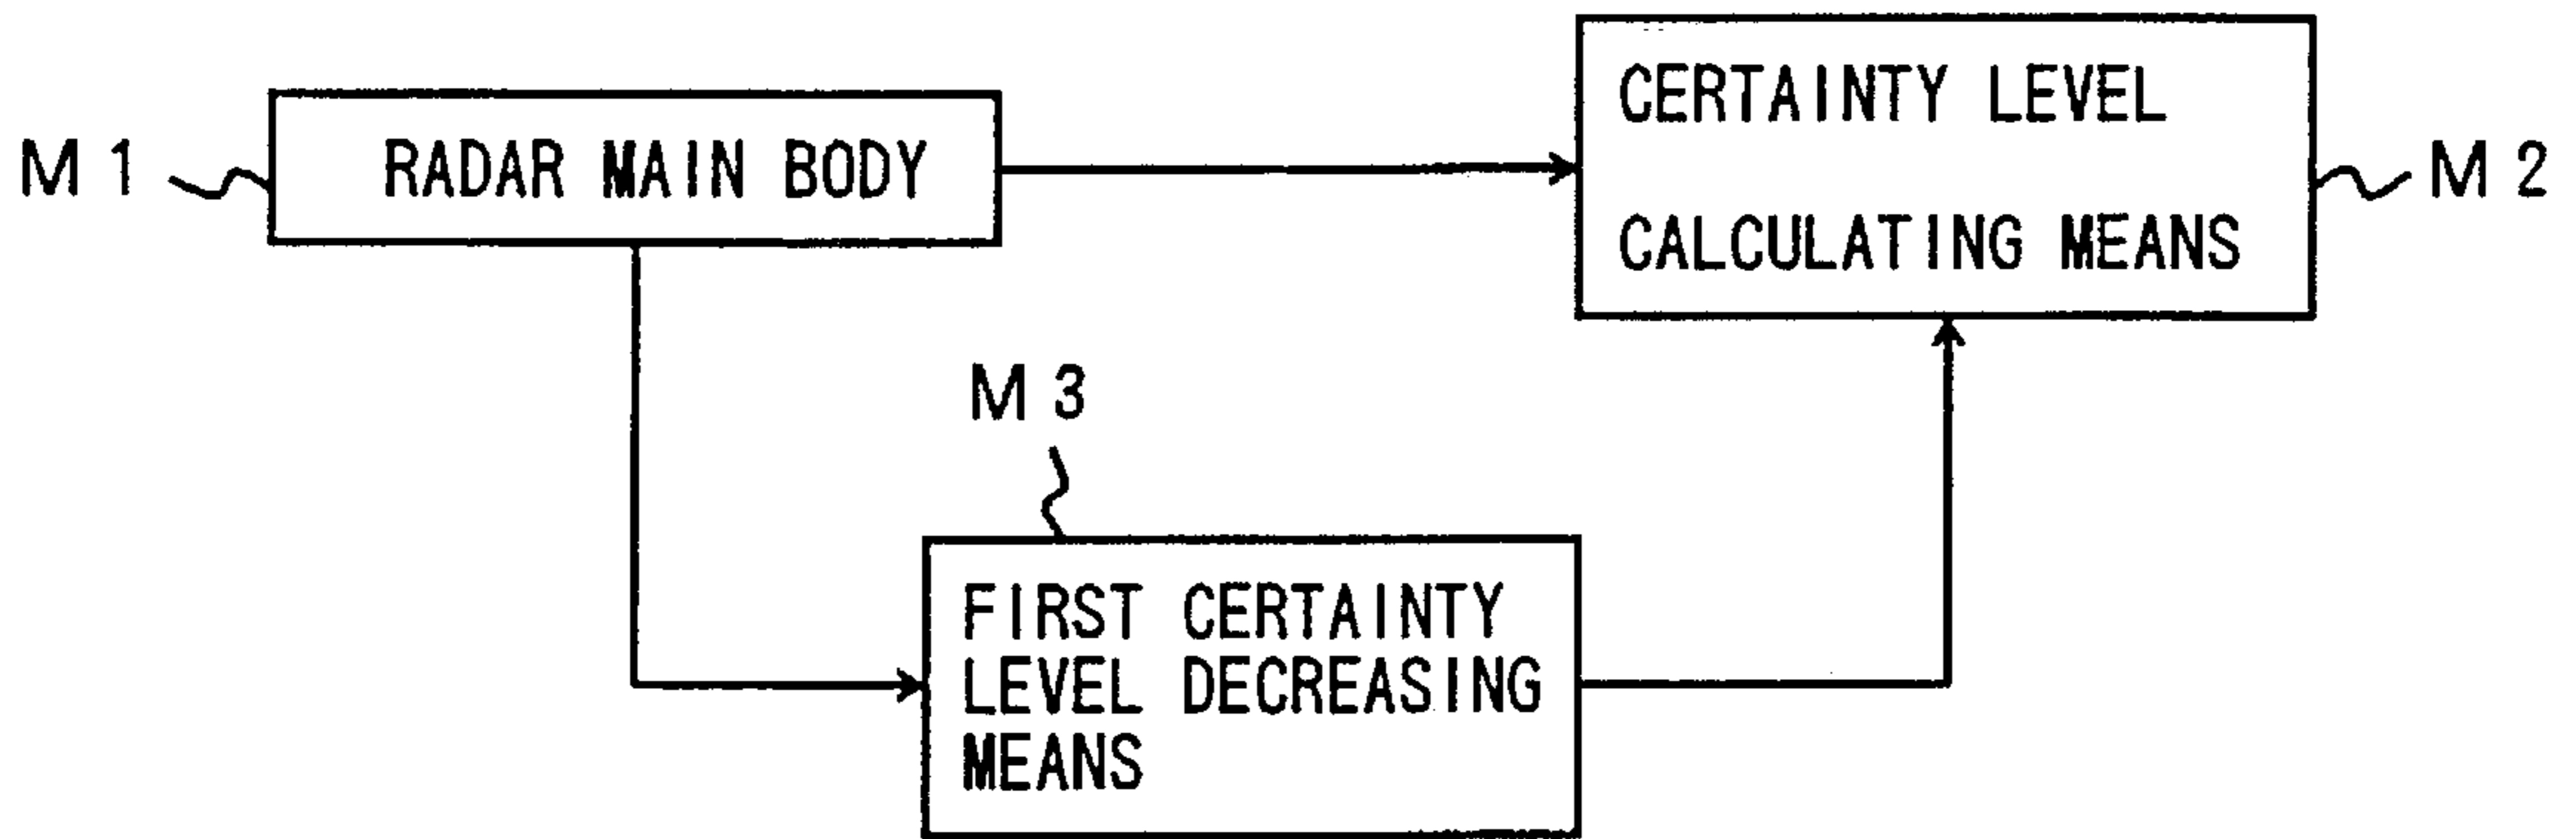 M 1
RADAR MAIN BODY
CERTAINTY LEVEL
CALCULATING MEANS
M 2
M 3
FIRST CERTAINTY
LEVEL DECREASING
MEANS